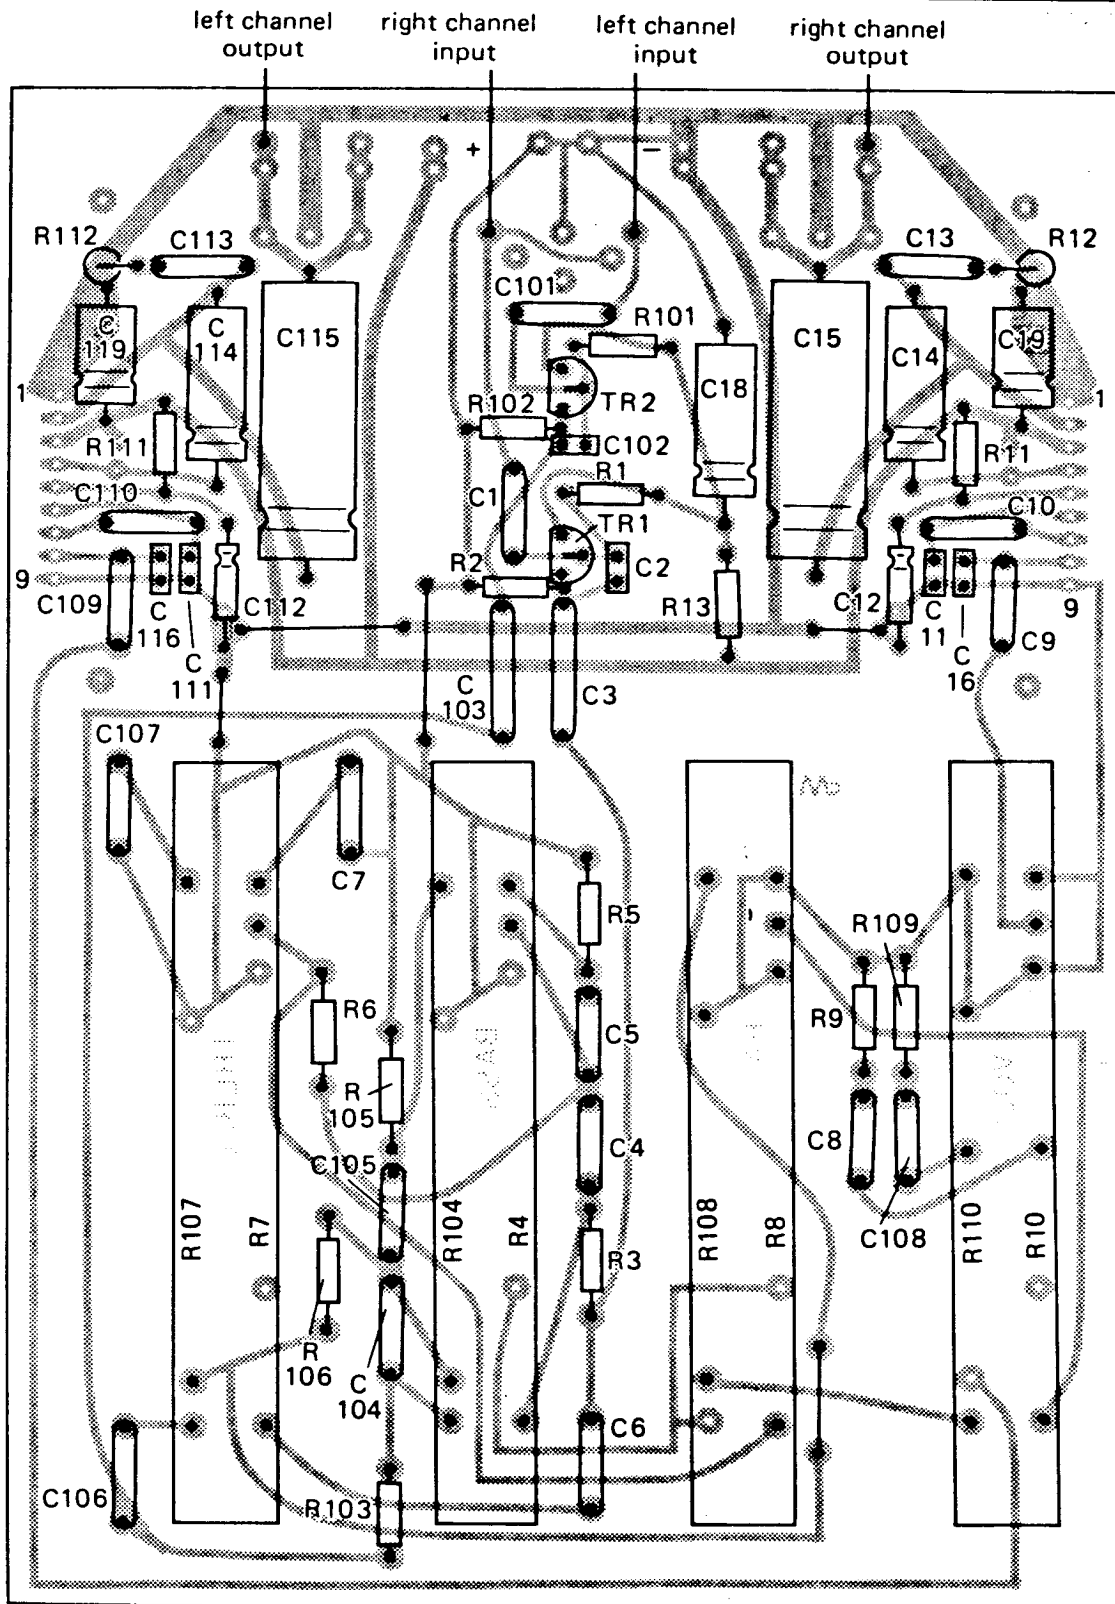 left channel
output
right channel
input
left channel
input
right channel
output
+
−
R112
C113
C13
R12
C101
R101
C
119
C
114
C115
C15
C14
C19
C18
TR2
1
1
R102
C102
R111
R11
C1
R1
C110
C10
TR1
R2
C2
9
9
C109
C
116
C
111
C112
R13
C12
C
11
C
16
C9
C
103
C3
C107
C7
R5
R109
R6
R9
C5
R
105
C105
C4
C8
C108
R107
R7
R104
R4
R108
R8
R110
R10
R3
R
106
C
104
C6
C106
R103